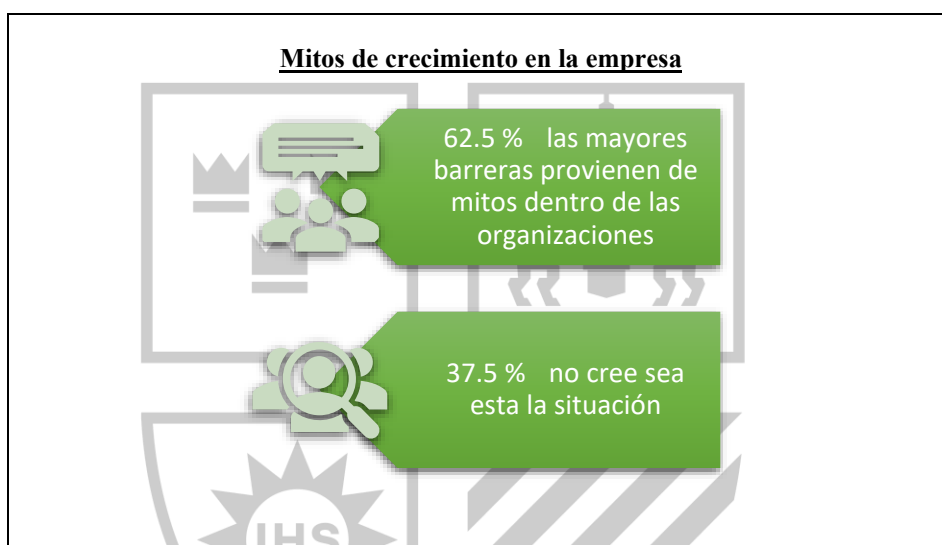 Mitos de crecimiento en la empresa
62.5 % las mayores
barreras provienen de
mitos dentro de las
organizaciones
37.5 % no cree sea
esta la situación
IHS